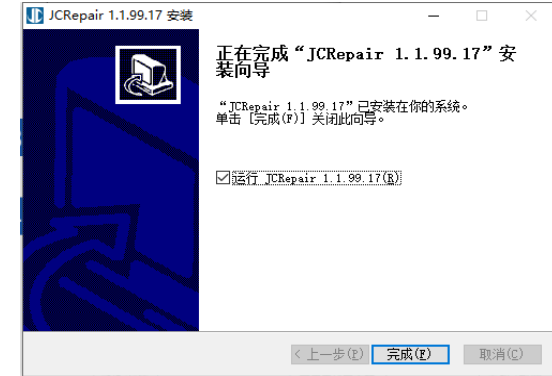 JCRepair 1.1.99.17 安装
正在完成“JCRepair 1.1.99.17”安
装向导
“JCRepair 1.1.99.17”已安装在你的系统。
单击 [完成(F)] 关闭此向导。
运行 JCRepair 1.1.99.17(R)
< 上一步(P) 完成(F) 取消(C)